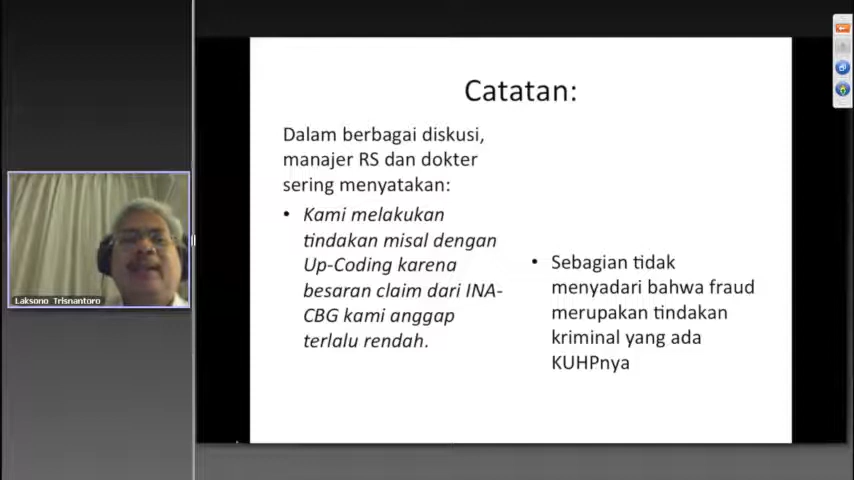 Catatan:
Dalam berbagai diskusi,
manajer RS dan dokter
sering menyatakan:
• Kami melakukan
tindakan misal dengan
Up-Coding karena
besaran claim dari INA-
CBG kami anggap
terlalu rendah.
• Sebagian tidak
menyadari bahwa fraud
merupakan tindakan
kriminal yang ada
KUHPnya
Laksono Trisnantoro